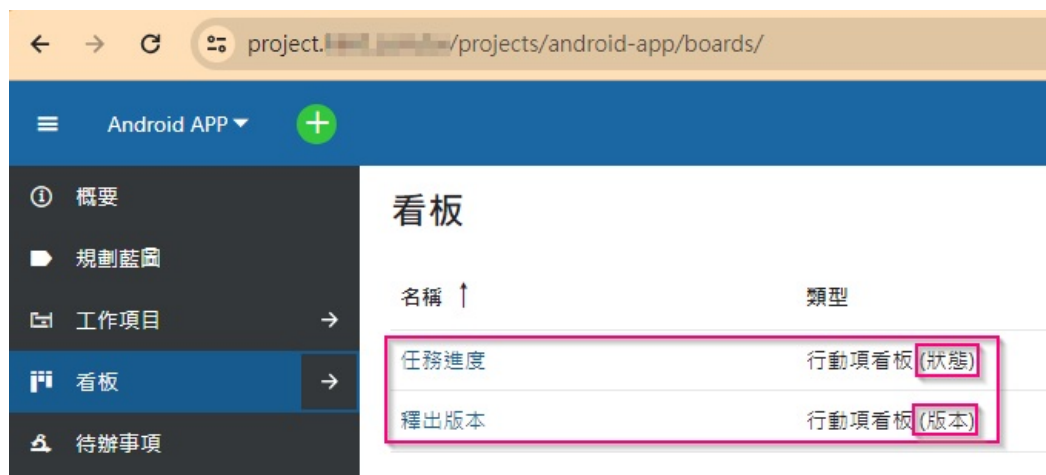 project. /projects/android-app/boards/
Android APP
概要
規劃藍圖
工作項目
看板
待辦事項
看板
名稱 ↑ 類型
任務進度 行動項看板 (狀態)
釋出版本 行動項看板 (版本)